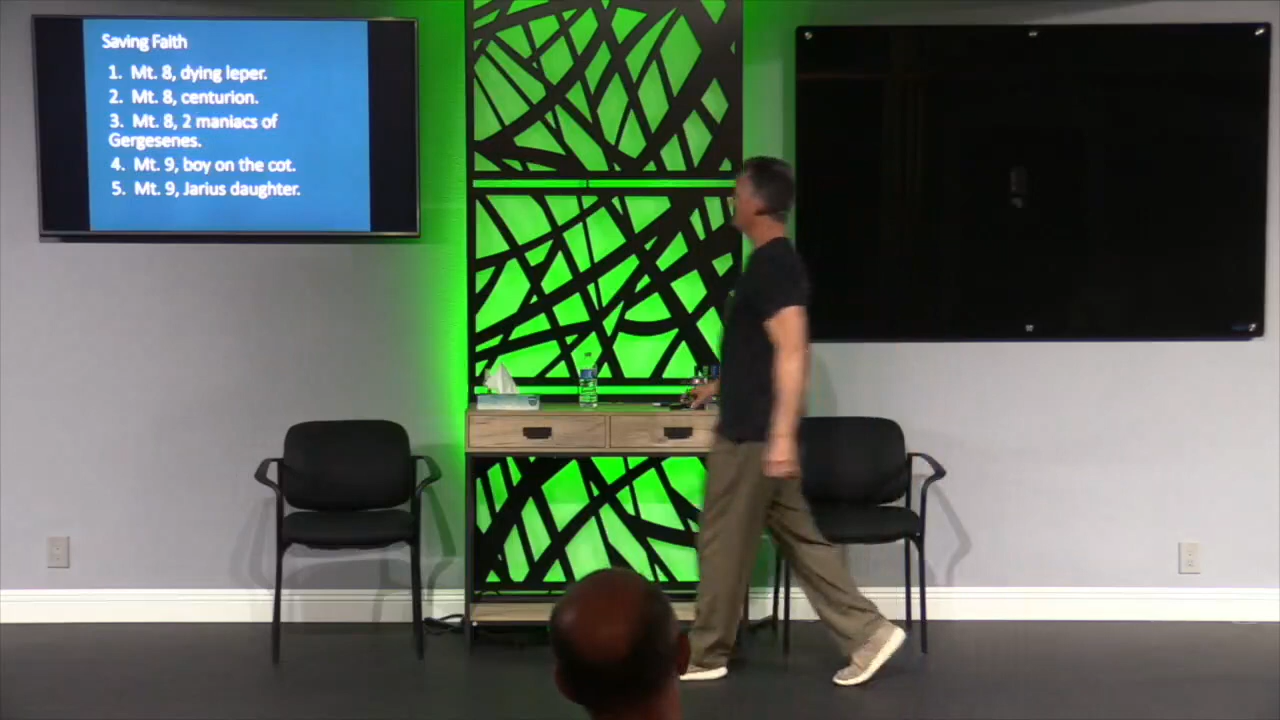 Saving Faith
1. Mt. 8, dying leper.
2. Mt. 8, centurion.
3. Mt. 8, 2 maniacs of
Gergesenes.
4. Mt. 9, boy on the cot.
5. Mt. 9, Jarius daughter.